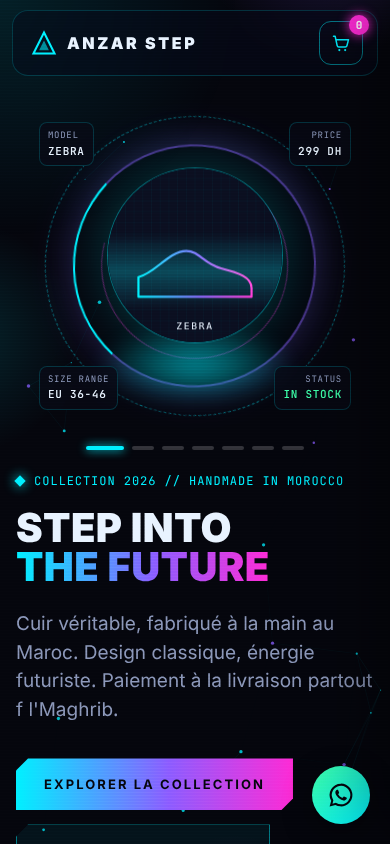 ANZAR STEP
0
MODEL
ZEBRA
PRICE
299 DH
ZEBRA
SIZE RANGE
EU 36-46
STATUS
IN STOCK
COLLECTION 2026 // HANDMADE IN MOROCCO
STEP INTO
THE FUTURE
Cuir véritable, fabriqué à la main au
Maroc. Design classique, énergie
futuriste. Paiement à la livraison partout
f l'Maghrib.
EXPLORER LA COLLECTION